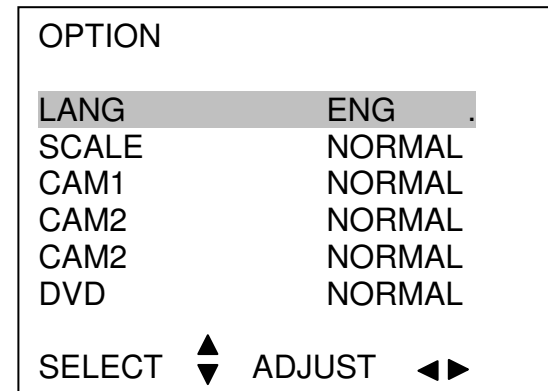 OPTION
LANG ENG .
SCALE NORMAL
CAM1 NORMAL
CAM2 NORMAL
CAM2 NORMAL
DVD NORMAL
SELECT ▲▼ ADJUST ◀▶